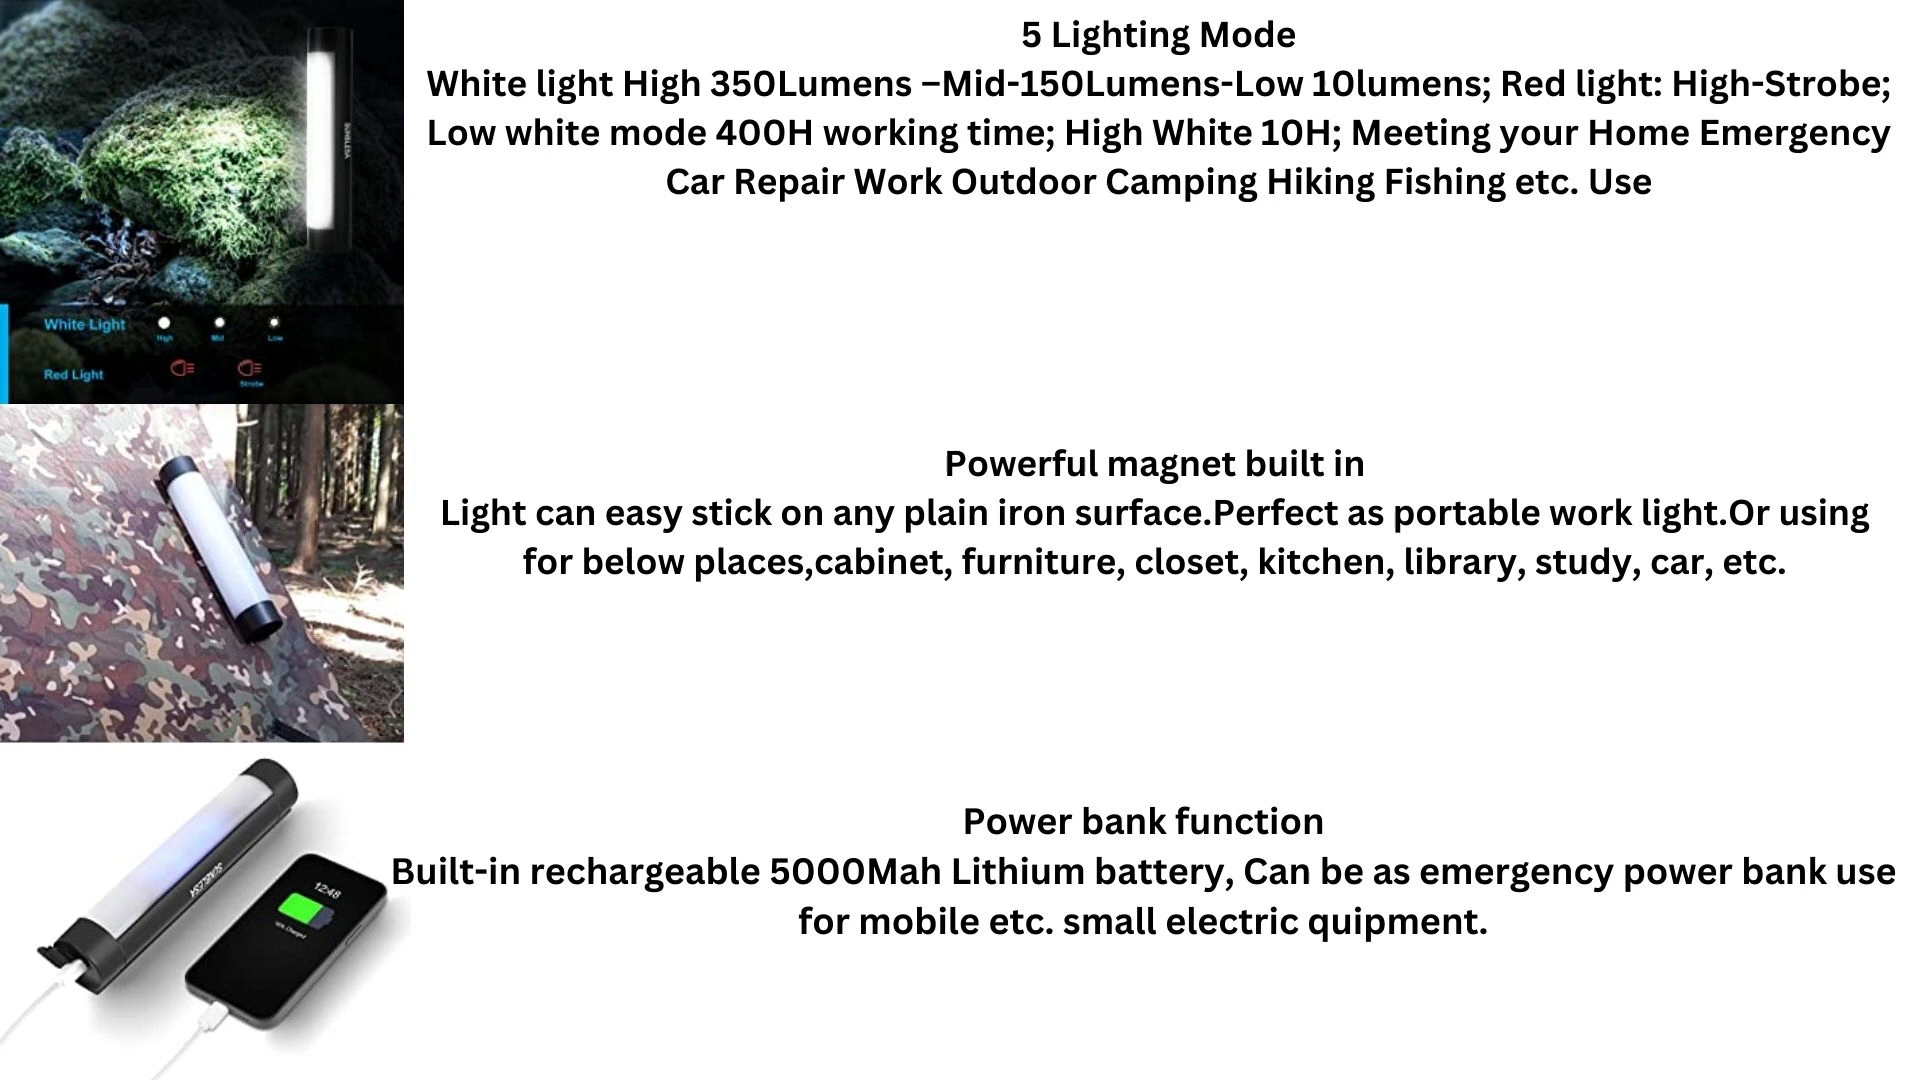 5 Lighting Mode
White light High 350Lumens –Mid-150Lumens-Low 10lumens; Red light: High-Strobe;
Low white mode 400H working time; High White 10H; Meeting your Home Emergency
Car Repair Work Outdoor Camping Hiking Fishing etc. Use
SUNBLESA
White Light
High
Mid
Low
Red Light
Strobe
Powerful magnet built in
Light can easy stick on any plain iron surface.Perfect as portable work light.Or using
for below places,cabinet, furniture, closet, kitchen, library, study, car, etc.
Power bank function
Built-in rechargeable 5000Mah Lithium battery, Can be as emergency power bank use
for mobile etc. small electric quipment.
SUNBLESA
12:48